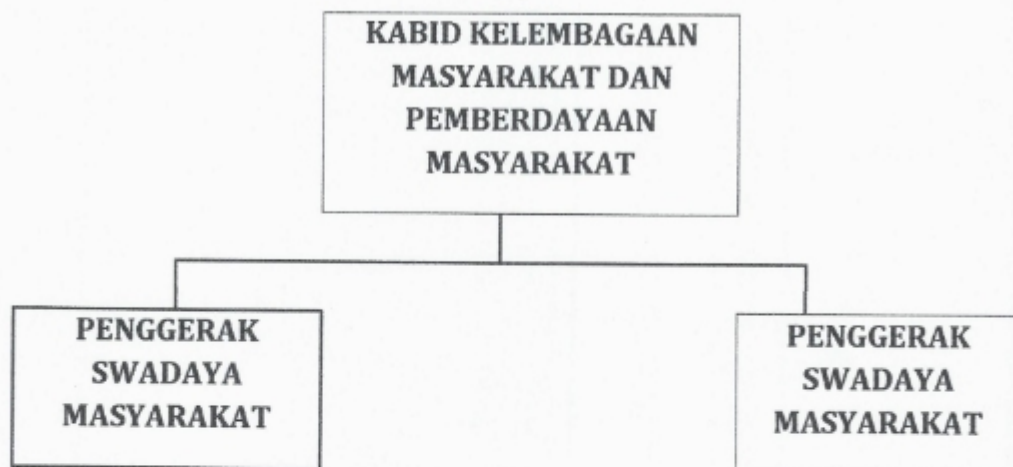 KABID KELEMBAGAAN
MASYARAKAT DAN
PEMBERDAYAAN
MASYARAKAT
PENGGERAK
SWADAYA
MASYARAKAT
PENGGERAK
SWADAYA
MASYARAKAT